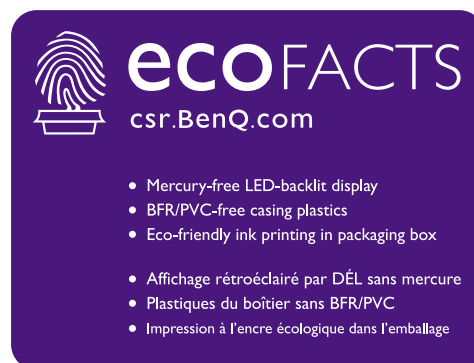 ecoFACTS
csr.BenQ.com
• Mercury-free LED-backlit display
• BFR/PVC-free casing plastics
• Eco-friendly ink printing in packaging box
• Affichage rétroéclairé par DÉL sans mercure
• Plastiques du boîtier sans BFR/PVC
• Impression à l'encre écologique dans l'emballage